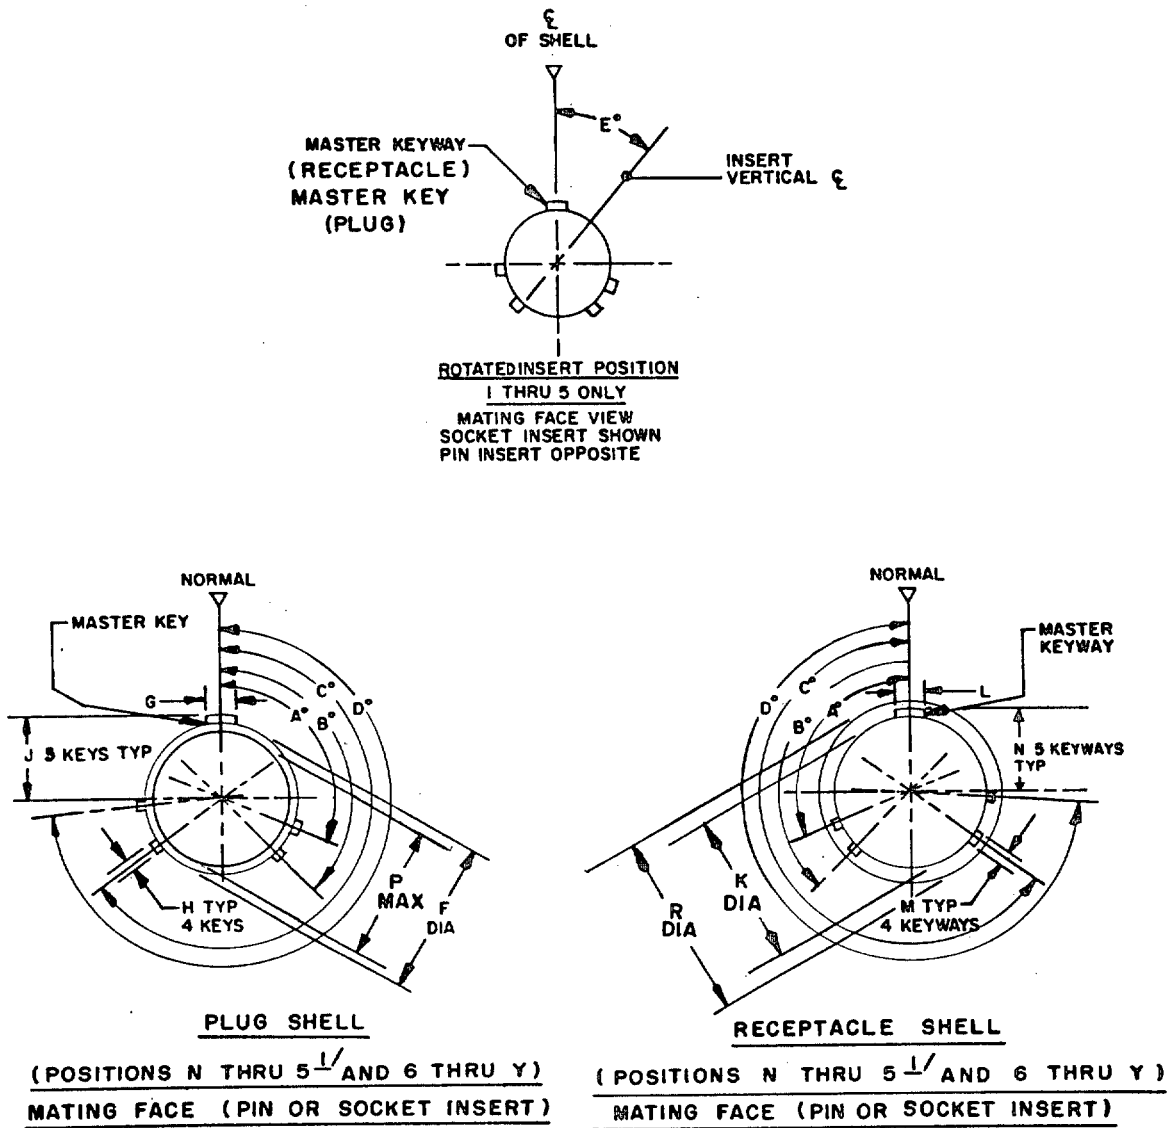 ℄
OF SHELL
E°
MASTER KEYWAY
(RECEPTACLE)
MASTER KEY
(PLUG)
INSERT
VERTICAL ℄
ROTATEDINSERT POSITION
1 THRU 5 ONLY
MATING FACE VIEW
SOCKET INSERT SHOWN
PIN INSERT OPPOSITE
NORMAL
MASTER KEY
G
C°
A°
B°
D°
J 5 KEYS TYP
H TYP
4 KEYS
P
MAX
F
DIA
PLUG SHELL
(POSITIONS N THRU 5 1/ AND 6 THRU Y)
MATING FACE (PIN OR SOCKET INSERT)
NORMAL
MASTER
KEYWAY
L
C°
D°
A°
B°
N 5 KEYWAYS
TYP
K
DIA
R
DIA
M TYP
4 KEYWAYS
RECEPTACLE SHELL
(POSITIONS N THRU 5 1/ AND 6 THRU Y)
MATING FACE (PIN OR SOCKET INSERT)